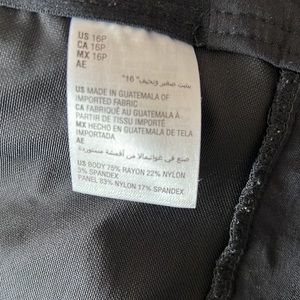 US 16P
CA 16P
MX 16P
AE
بيتيت صغير ونحيف "16"
US MADE IN GUATEMALA OF
IMPORTED FABRIC
CA FABRIQUÉ AU GUATEMALA À
PARTIR DE TISSU IMPORTÉ
MX HECHO EN GUATEMALA DE TELA
IMPORTADA
AE
صنع في غواتيمالا من أقمشة مستوردة
US BODY 75% RAYON 22% NYLON
3% SPANDEX
PANEL 83% NYLON 17% SPANDEX